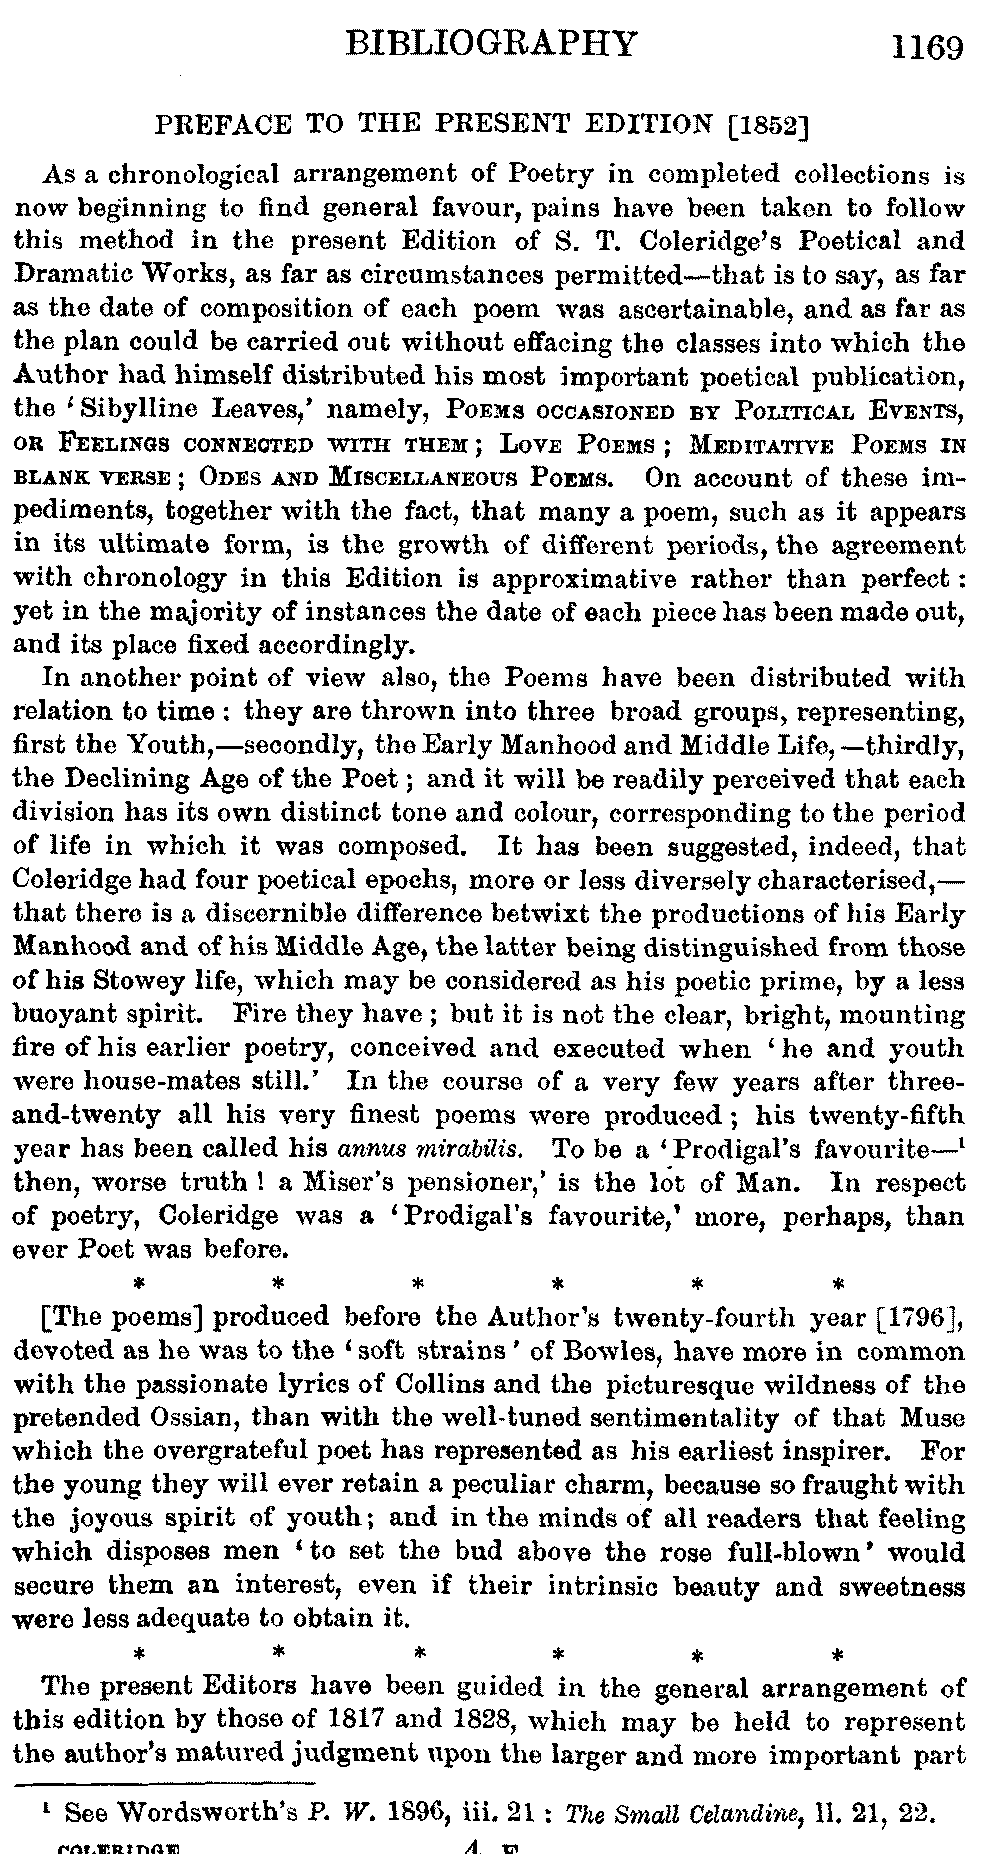 BIBLIOGRAPHY 1169
PREFACE TO THE PRESENT EDITION [1852]
As a chronological arrangement of Poetry in completed collections is
now beginning to find general favour, pains have been taken to follow
this method in the present Edition of S. T. Coleridge's Poetical and
Dramatic Works, as far as circumstances permitted—that is to say, as far
as the date of composition of each poem was ascertainable, and as far as
the plan could be carried out without effacing the classes into which the
Author had himself distributed his most important poetical publication,
the ‘Sibylline Leaves,’ namely, POEMS OCCASIONED BY POLITICAL EVENTS,
OR FEELINGS CONNECTED WITH THEM; LOVE POEMS; MEDITATIVE POEMS IN
BLANK VERSE; ODES AND MISCELLANEOUS POEMS. On account of these im-
pediments, together with the fact, that many a poem, such as it appears
in its ultimate form, is the growth of different periods, the agreement
with chronology in this Edition is approximative rather than perfect:
yet in the majority of instances the date of each piece has been made out,
and its place fixed accordingly.
In another point of view also, the Poems have been distributed with
relation to time: they are thrown into three broad groups, representing,
first the Youth,—secondly, the Early Manhood and Middle Life,—thirdly,
the Declining Age of the Poet; and it will be readily perceived that each
division has its own distinct tone and colour, corresponding to the period
of life in which it was composed. It has been suggested, indeed, that
Coleridge had four poetical epochs, more or less diversely characterised,—
that there is a discernible difference betwixt the productions of his Early
Manhood and of his Middle Age, the latter being distinguished from those
of his Stowey life, which may be considered as his poetic prime, by a less
buoyant spirit. Fire they have; but it is not the clear, bright, mounting
fire of his earlier poetry, conceived and executed when ‘he and youth
were house-mates still.’ In the course of a very few years after three-
and-twenty all his very finest poems were produced; his twenty-fifth
year has been called his annus mirabilis. To be a ‘Prodigal's favourite—¹
then, worse truth! a Miser's pensioner,’ is the lot of Man. In respect
of poetry, Coleridge was a ‘Prodigal's favourite,’ more, perhaps, than
ever Poet was before.
* * * * * *
[The poems] produced before the Author's twenty-fourth year [1796],
devoted as he was to the ‘soft strains’ of Bowles, have more in common
with the passionate lyrics of Collins and the picturesque wildness of the
pretended Ossian, than with the well-tuned sentimentality of that Muse
which the overgrateful poet has represented as his earliest inspirer. For
the young they will ever retain a peculiar charm, because so fraught with
the joyous spirit of youth; and in the minds of all readers that feeling
which disposes men ‘to set the bud above the rose full-blown’ would
secure them an interest, even if their intrinsic beauty and sweetness
were less adequate to obtain it.
* * * * * *
The present Editors have been guided in the general arrangement of
this edition by those of 1817 and 1828, which may be held to represent
the author's matured judgment upon the larger and more important part
¹ See Wordsworth's P. W. 1896, iii. 21: The Small Celandine, ll. 21, 22.
COLERIDGE 4 F